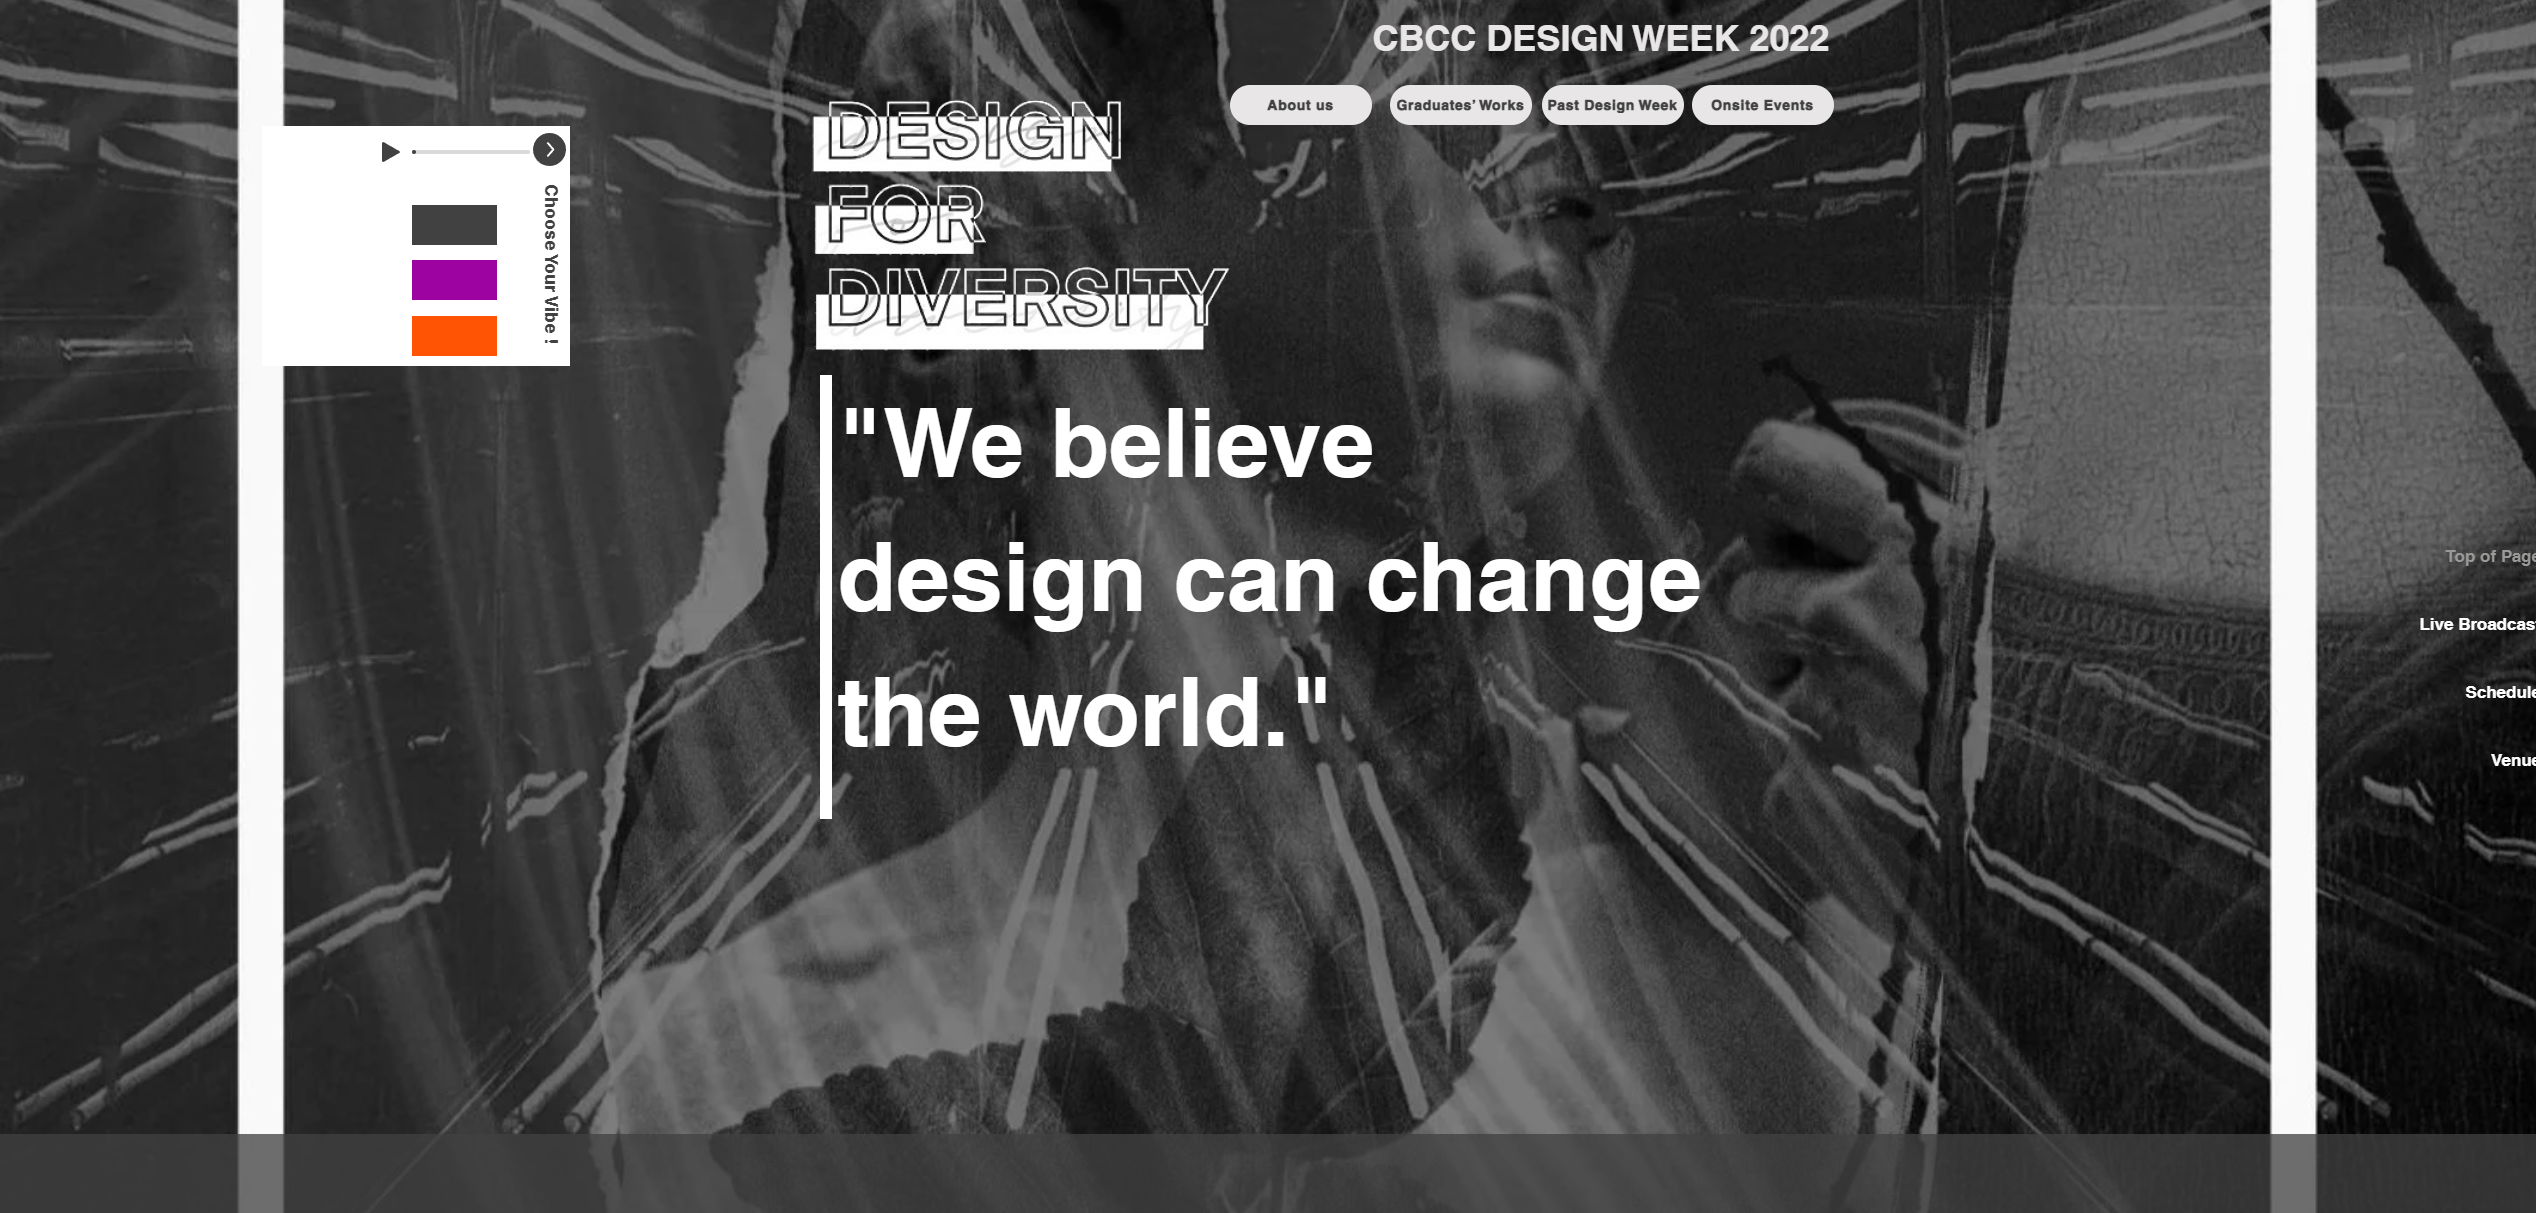 CBCC DESIGN WEEK 2022
About us
Graduates’ Works
Past Design Week
Onsite Events
DESIGN
FOR
DIVERSITY
Choose Your Vibe !
"We believe
design can change
the world."
Top of Page
Live Broadcast
Schedule
Venue